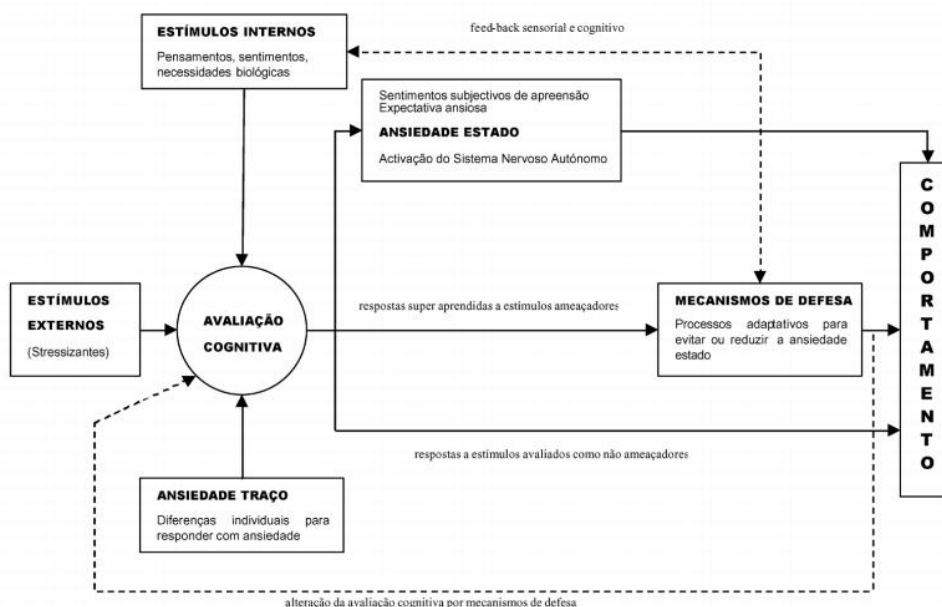 ESTÍMULOS INTERNOS
Pensamentos, sentimentos,
necessidades biológicas
feed-back sensorial e cognitivo
Sentimentos subjectivos de apreensão
Expectativa ansiosa
ANSIEDADE ESTADO
Activação do Sistema Nervoso Autónomo
COMPORTAMENTO
ESTÍMULOS
EXTERNOS
(Stressizantes)
AVALIAÇÃO
COGNITIVA
respostas super aprendidas a estímulos ameaçadores
MECANISMOS DE DEFESA
Processos adaptativos para
evitar ou reduzir a ansiedade
estado
respostas a estímulos avaliados como não ameaçadores
ANSIEDADE TRAÇO
Diferenças individuais para
responder com ansiedade
alteração da avaliação cognitiva por mecanismos de defesa